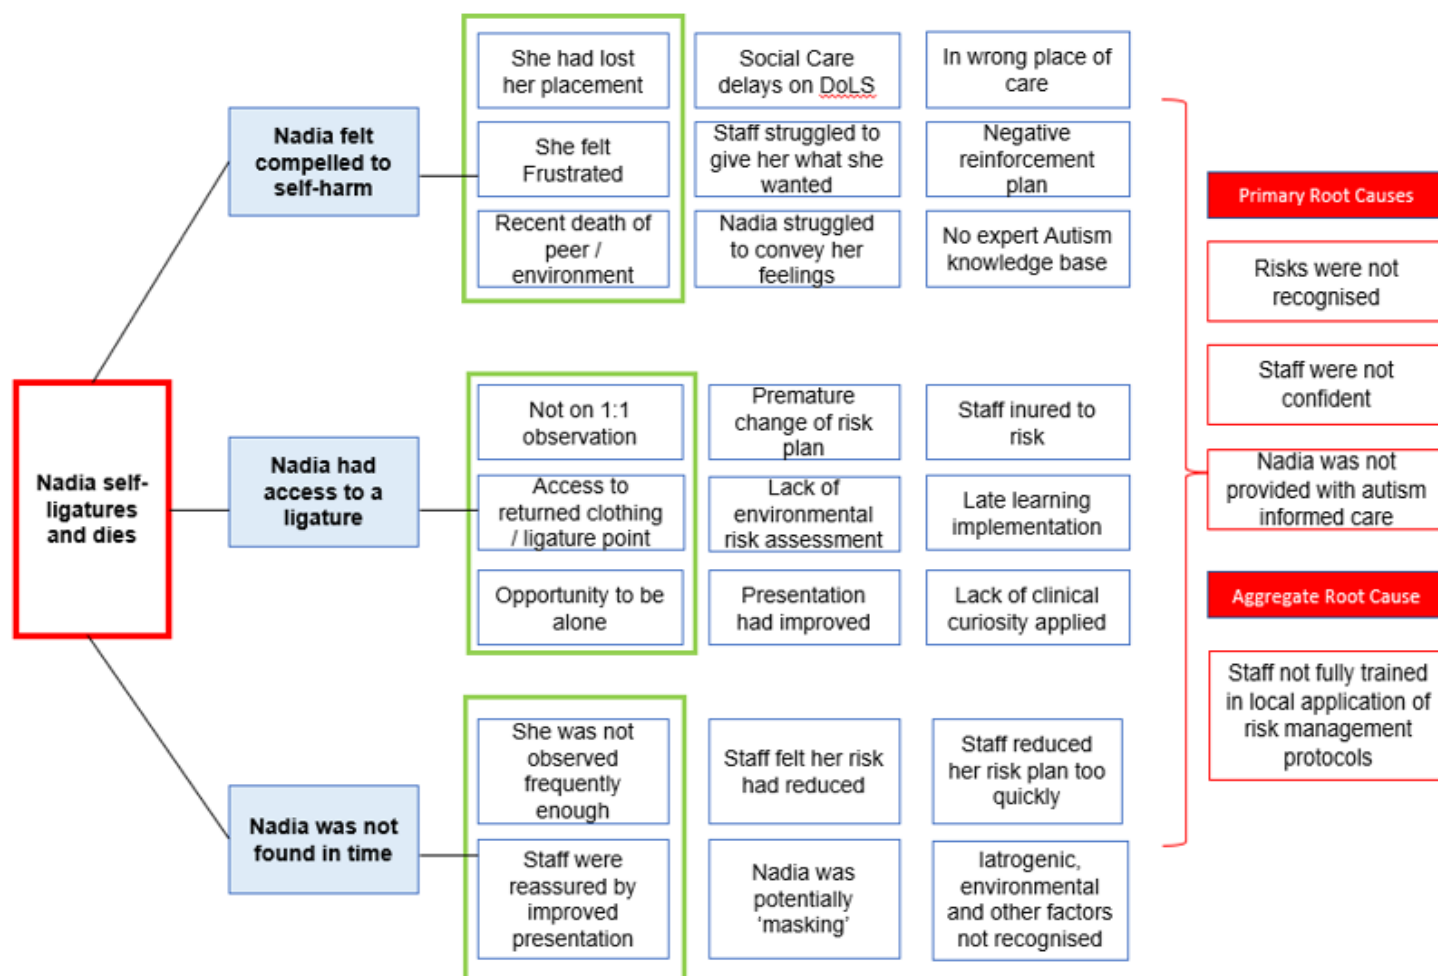 She had lost
her placement
Social Care
delays on DoLS
In wrong place of
care
Nadia felt
compelled to
self-harm
She felt
Frustrated
Staff struggled to
give her what she
wanted
Negative
reinforcement
plan
Recent death of
peer /
environment
Nadia struggled
to convey her
feelings
No expert Autism
knowledge base
Nadia self-
ligatures
and dies
Nadia had
access to a
ligature
Not on 1:1
observation
Premature
change of risk
plan
Staff inured to
risk
Access to
returned clothing
/ ligature point
Lack of
environmental
risk assessment
Late learning
implementation
Opportunity to be
alone
Presentation
had improved
Lack of clinical
curiosity applied
Nadia was not
found in time
She was not
observed
frequently
enough
Staff felt her risk
had reduced
Staff reduced
her risk plan too
quickly
Staff were
reassured by
improved
presentation
Nadia was
potentially
‘masking’
Iatrogenic,
environmental
and other factors
not recognised
Primary Root Causes
Risks were not
recognised
Staff were not
confident
Nadia was not
provided with autism
informed care
Aggregate Root Cause
Staff not fully trained
in local application of
risk management
protocols